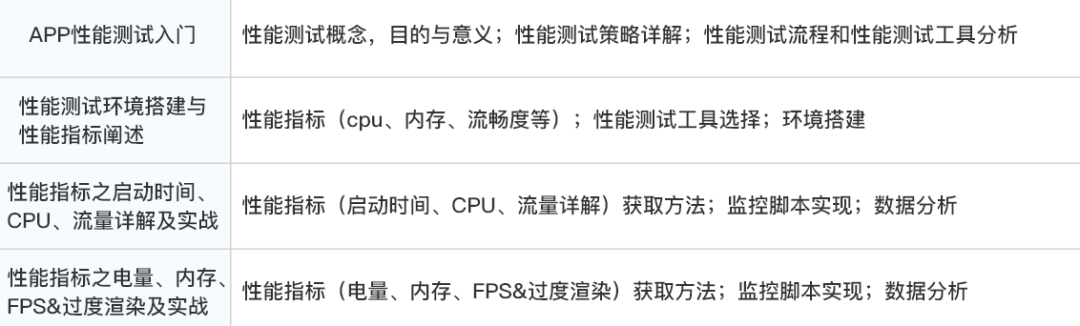 APP性能测试入门
性能测试概念，目的与意义；性能测试策略详解；性能测试流程和性能测试工具分析
性能测试环境搭建与
性能指标阐述
性能指标（cpu、内存、流畅度等）；性能测试工具选择；环境搭建
性能指标之启动时间、
CPU、流量详解及实战
性能指标（启动时间、CPU、流量详解）获取方法；监控脚本实现；数据分析
性能指标之电量、内存、
FPS&过度渲染及实战
性能指标（电量、内存、FPS&过度渲染）获取方法；监控脚本实现；数据分析